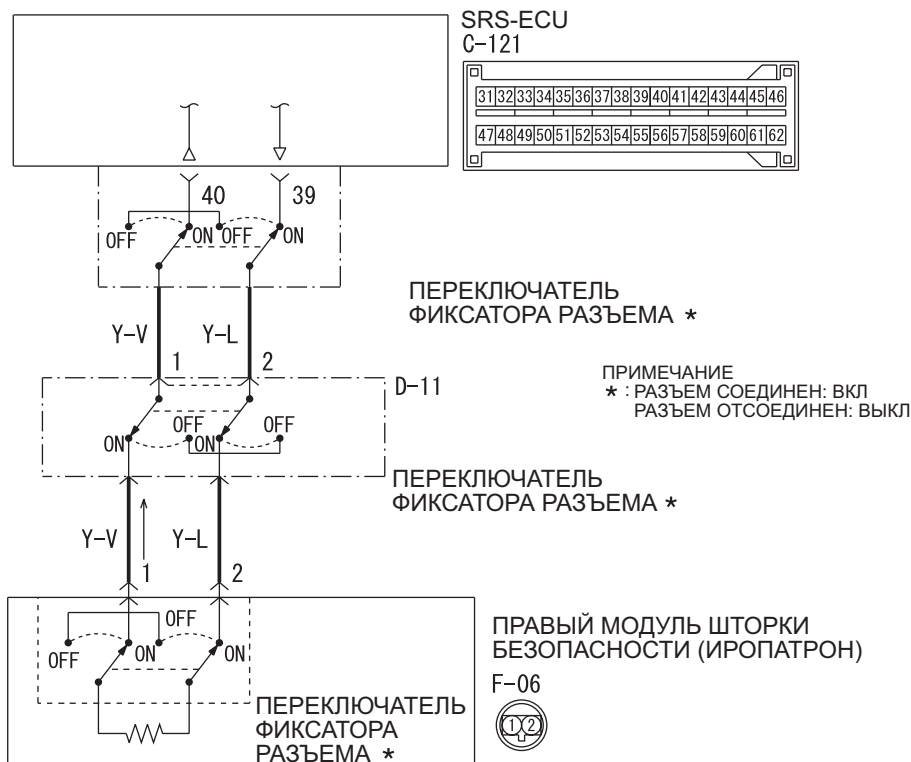 SRS-ECU
C-121
31 32 33 34 35 36 37 38 39 40 41 42 43 44 45 46
47 48 49 50 51 52 53 54 55 56 57 58 59 60 61 62
40 39
OFF ON OFF ON
ПЕРЕКЛЮЧАТЕЛЬ
ФИКСАТОРА РАЗЪЕМА *
Y-V Y-L
1 2
D-11
ПРИМЕЧАНИЕ
* : РАЗЪЕМ СОЕДИНЕН: ВКЛ
РАЗЪЕМ ОТСОЕДИНЕН: ВЫКЛ
ON OFF ON OFF
ПЕРЕКЛЮЧАТЕЛЬ
ФИКСАТОРА РАЗЪЕМА *
Y-V Y-L
1 2
OFF ON OFF ON
ПЕРЕКЛЮЧАТЕЛЬ
ФИКСАТОРА
РАЗЪЕМА *
ПРАВЫЙ МОДУЛЬ ШТОРКИ
БЕЗОПАСНОСТИ (ИРОПАТРОН)
F-06
1 2